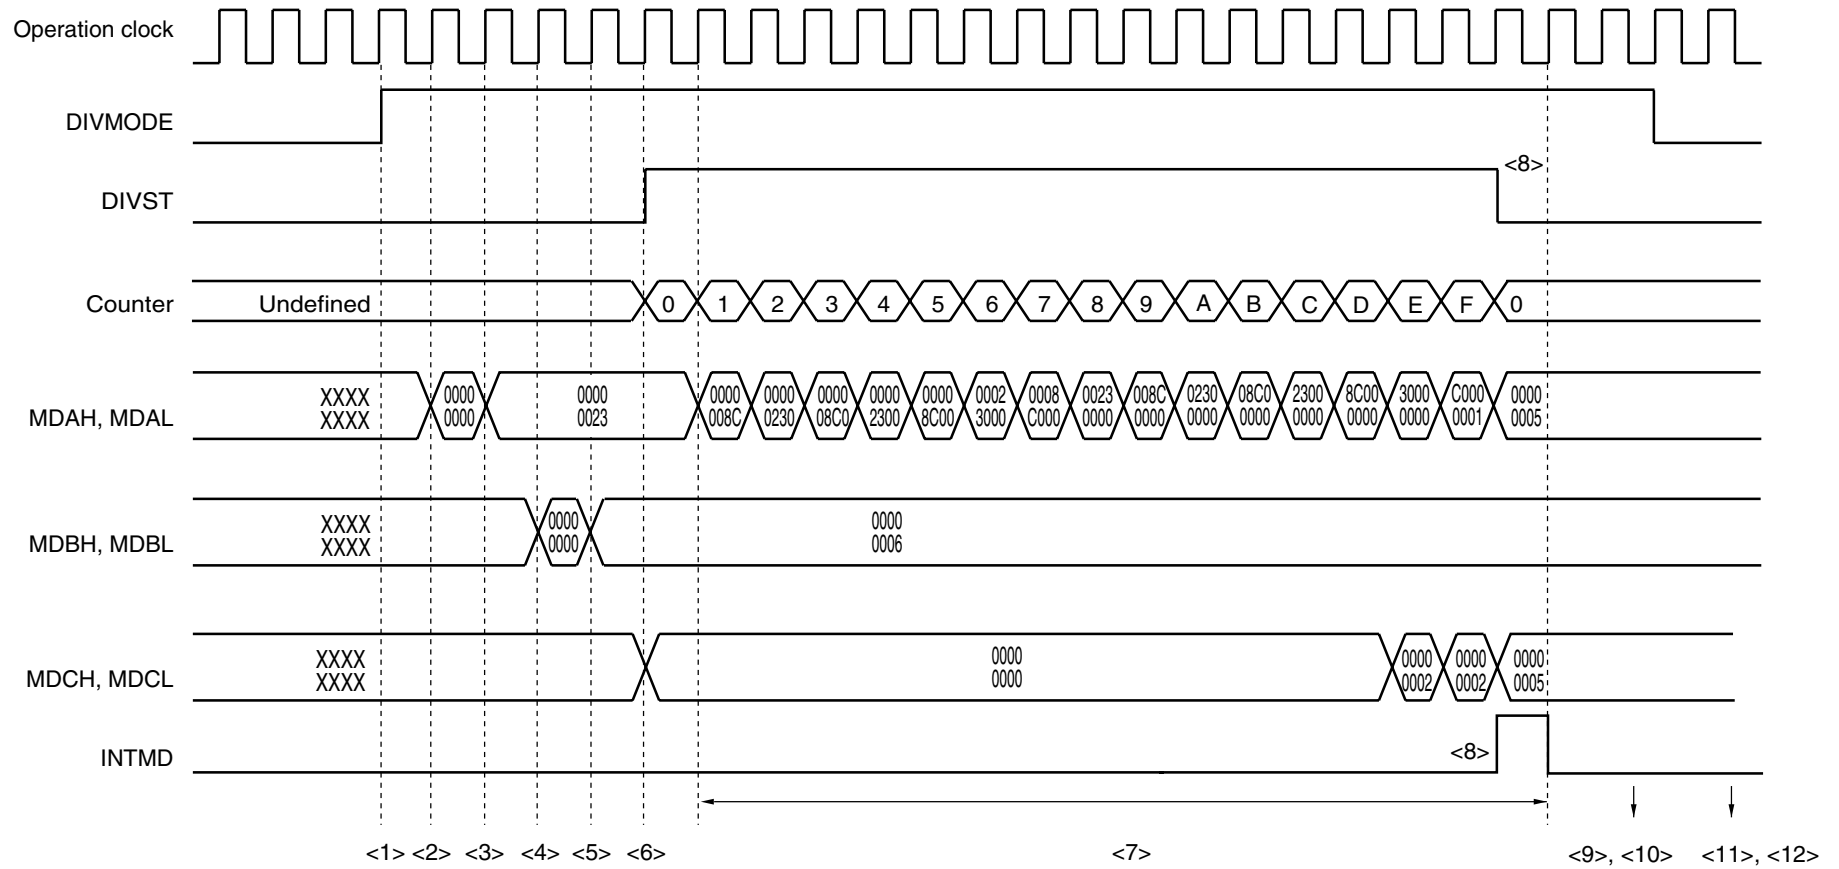 Operation clock
DIVMODE
<8>
DIVST
Counter Undefined 0 1 2 3 4 5 6 7 8 9 A B C D E F 0
XXXX 0000 0000 0000 0000 0000 0000 0000 0002 0008 0023 008C 0230 08C0 2300 8C00 3000 C000 0000
MDAH, MDAL XXXX 0000 0023 008C 0230 08C0 2300 8C00 3000 C000 0000 0000 0000 0000 0000 0000 0000 0001 0005
XXXX 0000 0000
MDBH, MDBL XXXX 0000 0006
XXXX 0000 0000 0000 0000
MDCH, MDCL XXXX 0000 0002 0002 0005
INTMD <8>
<1> <2> <3> <4> <5> <6> <7> <9>, <10> <11>, <12>